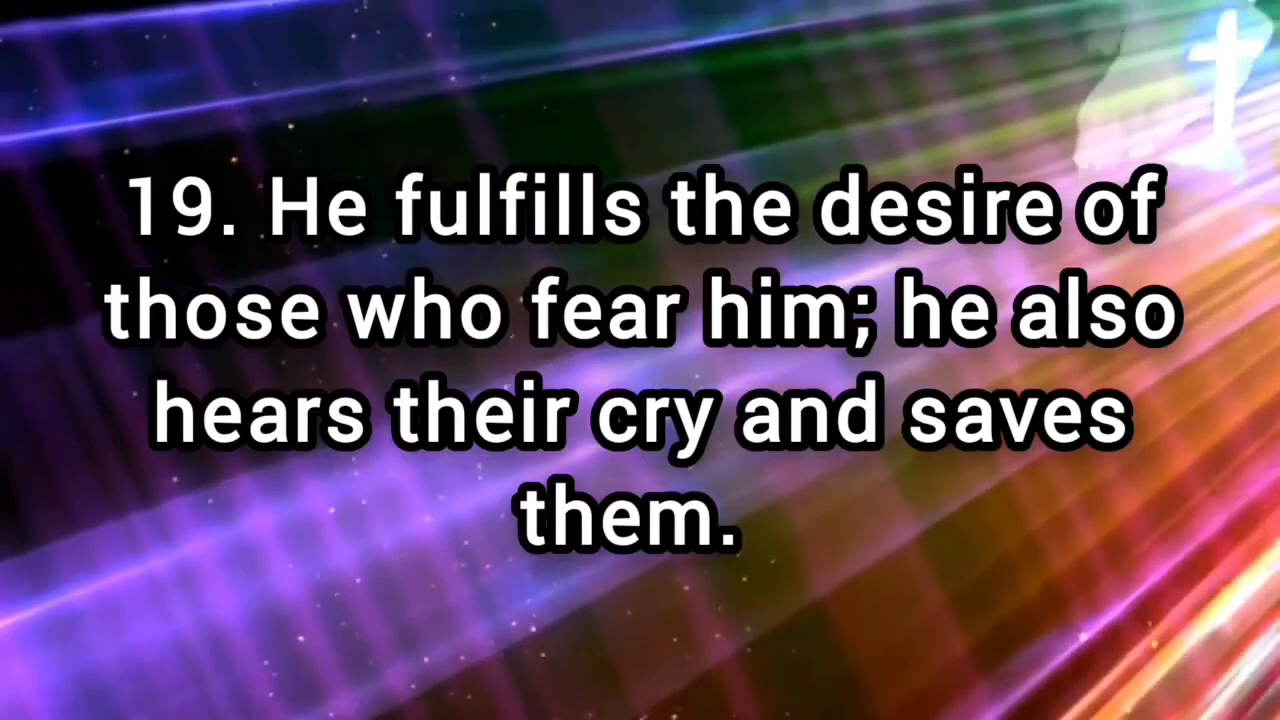 19. He fulfills the desire of
those who fear him; he also
hears their cry and saves
them.